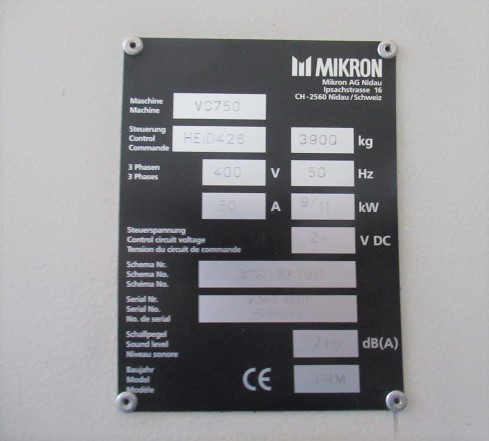 MIKRON
Mikron AG Nidau
Ipsachstrasse 16
CH-2560 Nidau/Schweiz
Maschine
Machine
VC750
Steuerung
Control
Commande
HEID426
3900 kg
3 Phasen
3 Phases
400 V
50 Hz
50 A
9/11 kW
Steuerspannung
Control circuit voltage
Tension du circuit de commande
24 V DC
Schema Nr.
Schema No.
Schéma No.
Serial Nr.
Serial No.
No. de serial
Schallpegel
Sound level
Niveau sonore
dB(A)
Baujahr
Model
Modèle
CE